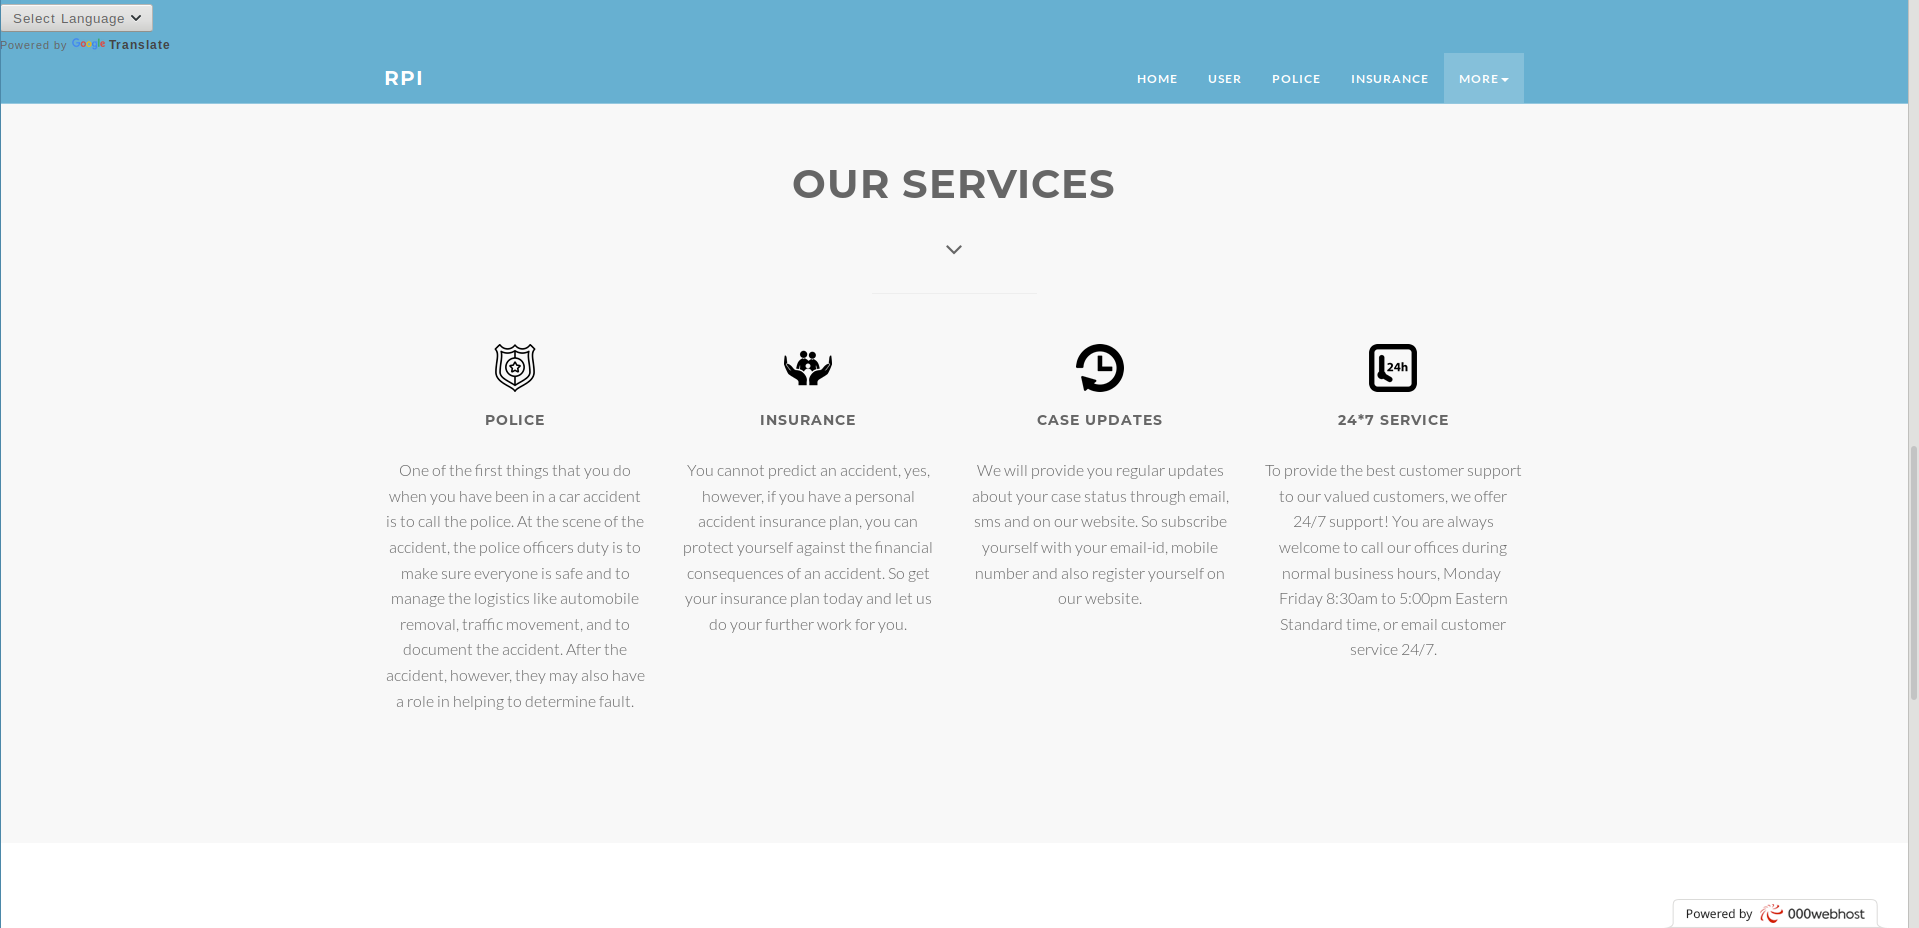 Select Language
Powered by Google Translate
RPI
HOME USER POLICE INSURANCE MORE
OUR SERVICES
POLICE
One of the first things that you do
when you have been in a car accident
is to call the police. At the scene of the
accident, the police officers duty is to
make sure everyone is safe and to
manage the logistics like automobile
removal, traffic movement, and to
document the accident. After the
accident, however, they may also have
a role in helping to determine fault.
INSURANCE
You cannot predict an accident, yes,
however, if you have a personal
accident insurance plan, you can
protect yourself against the financial
consequences of an accident. So get
your insurance plan today and let us
do your further work for you.
CASE UPDATES
We will provide you regular updates
about your case status through email,
sms and on our website. So subscribe
yourself with your email-id, mobile
number and also register yourself on
our website.
24h
24*7 SERVICE
To provide the best customer support
to our valued customers, we offer
24/7 support! You are always
welcome to call our offices during
normal business hours, Monday
Friday 8:30am to 5:00pm Eastern
Standard time, or email customer
service 24/7.
Powered by 000webhost